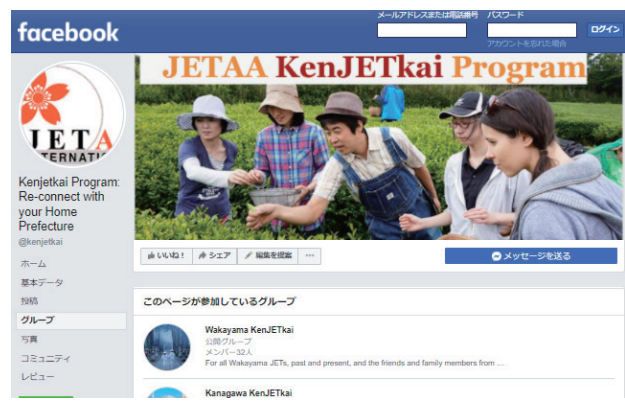 facebook
メールアドレスまたは電話番号
パスワード
ログイン
アカウントを忘れた場合
JETAA KenJETkai Program
JETA
TERNATI
Kenjetkai Program:
Re-connect with
your Home
Prefecture
@kenjetkai
ホーム
基本データ
投稿
グループ
写真
コミュニティ
レビュー
いいね！
シェア
編集を提案
メッセージを送る
このページが参加しているグループ
Wakayama KenJETkai
公開グループ
メンバー32人
For all Wakayama JETs, past and present, and the friends and family members from ...
Kanagawa KenJETkai